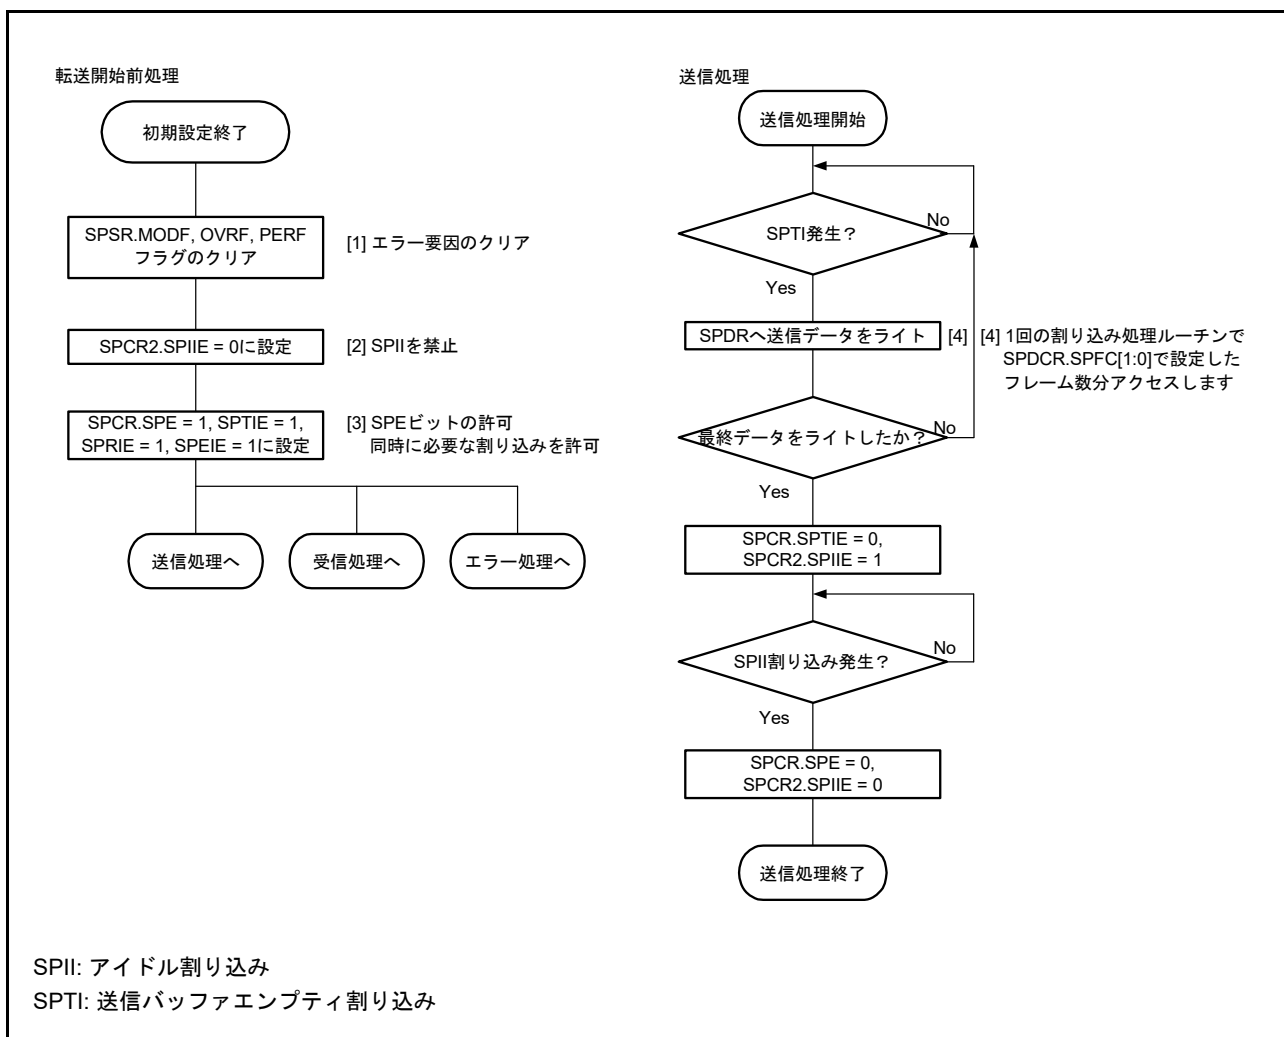 転送開始前処理
初期設定終了
SPSR.MODF, OVRF, PERF
フラグのクリア
[1] エラー要因のクリア
SPCR2.SPIIE = 0に設定
[2] SPIIを禁止
SPCR.SPE = 1, SPTIE = 1,
SPRIE = 1, SPEIE = 1に設定
[3] SPEビットの許可
同時に必要な割り込みを許可
送信処理へ
受信処理へ
エラー処理へ
送信処理
送信処理開始
SPTI発生？
No
Yes
SPDRへ送信データをライト
[4]
[4] 1回の割り込み処理ルーチンで
SPDCR.SPFC[1:0]で設定した
フレーム数分アクセスします
最終データをライトしたか？
No
Yes
SPCR.SPTIE = 0,
SPCR2.SPIIE = 1
SPII割り込み発生？
No
Yes
SPCR.SPE = 0,
SPCR2.SPIIE = 0
送信処理終了
SPII: アイドル割り込み
SPTI: 送信バッファエンプティ割り込み